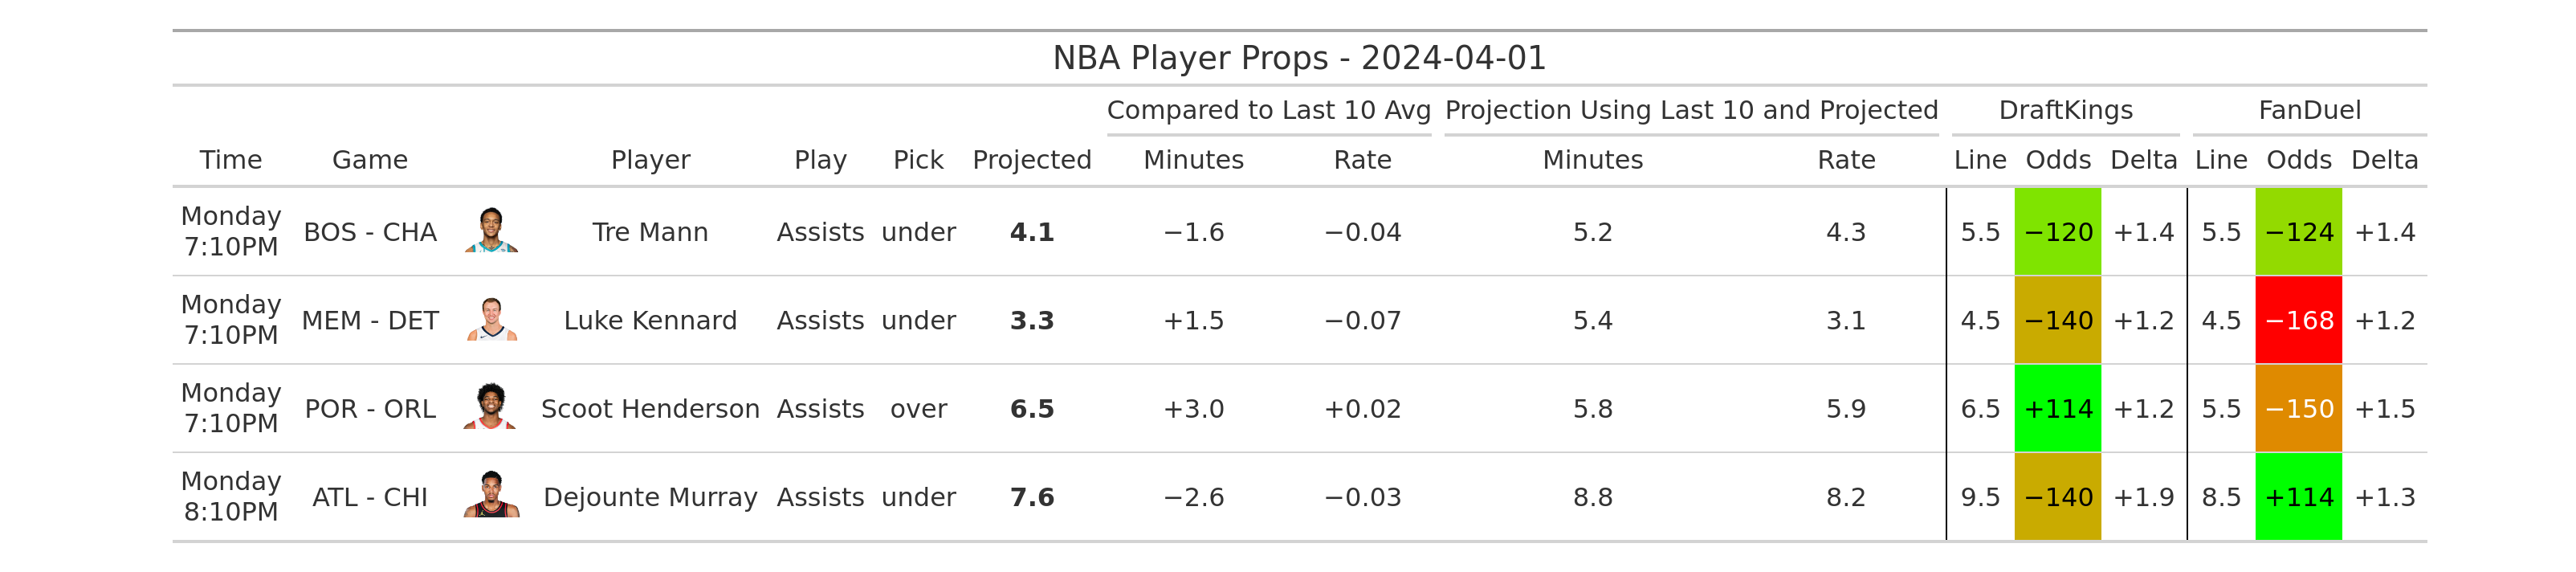 NBA Player Props - 2024-04-01
Compared to Last 10 Avg Projection Using Last 10 and Projected DraftKings FanDuel
Time Game Player Play Pick Projected Minutes Rate Minutes Rate Line Odds Delta Line Odds Delta
Monday
7:10PM BOS - CHA Tre Mann Assists under 4.1 −1.6 −0.04 5.2 4.3 5.5 −120 +1.4 5.5 −124 +1.4
Monday
7:10PM MEM - DET Luke Kennard Assists under 3.3 +1.5 −0.07 5.4 3.1 4.5 −140 +1.2 4.5 −168 +1.2
Monday
7:10PM POR - ORL Scoot Henderson Assists over 6.5 +3.0 +0.02 5.8 5.9 6.5 +114 +1.2 5.5 −150 +1.5
Monday
8:10PM ATL - CHI Dejounte Murray Assists under 7.6 −2.6 −0.03 8.8 8.2 9.5 −140 +1.9 8.5 +114 +1.3